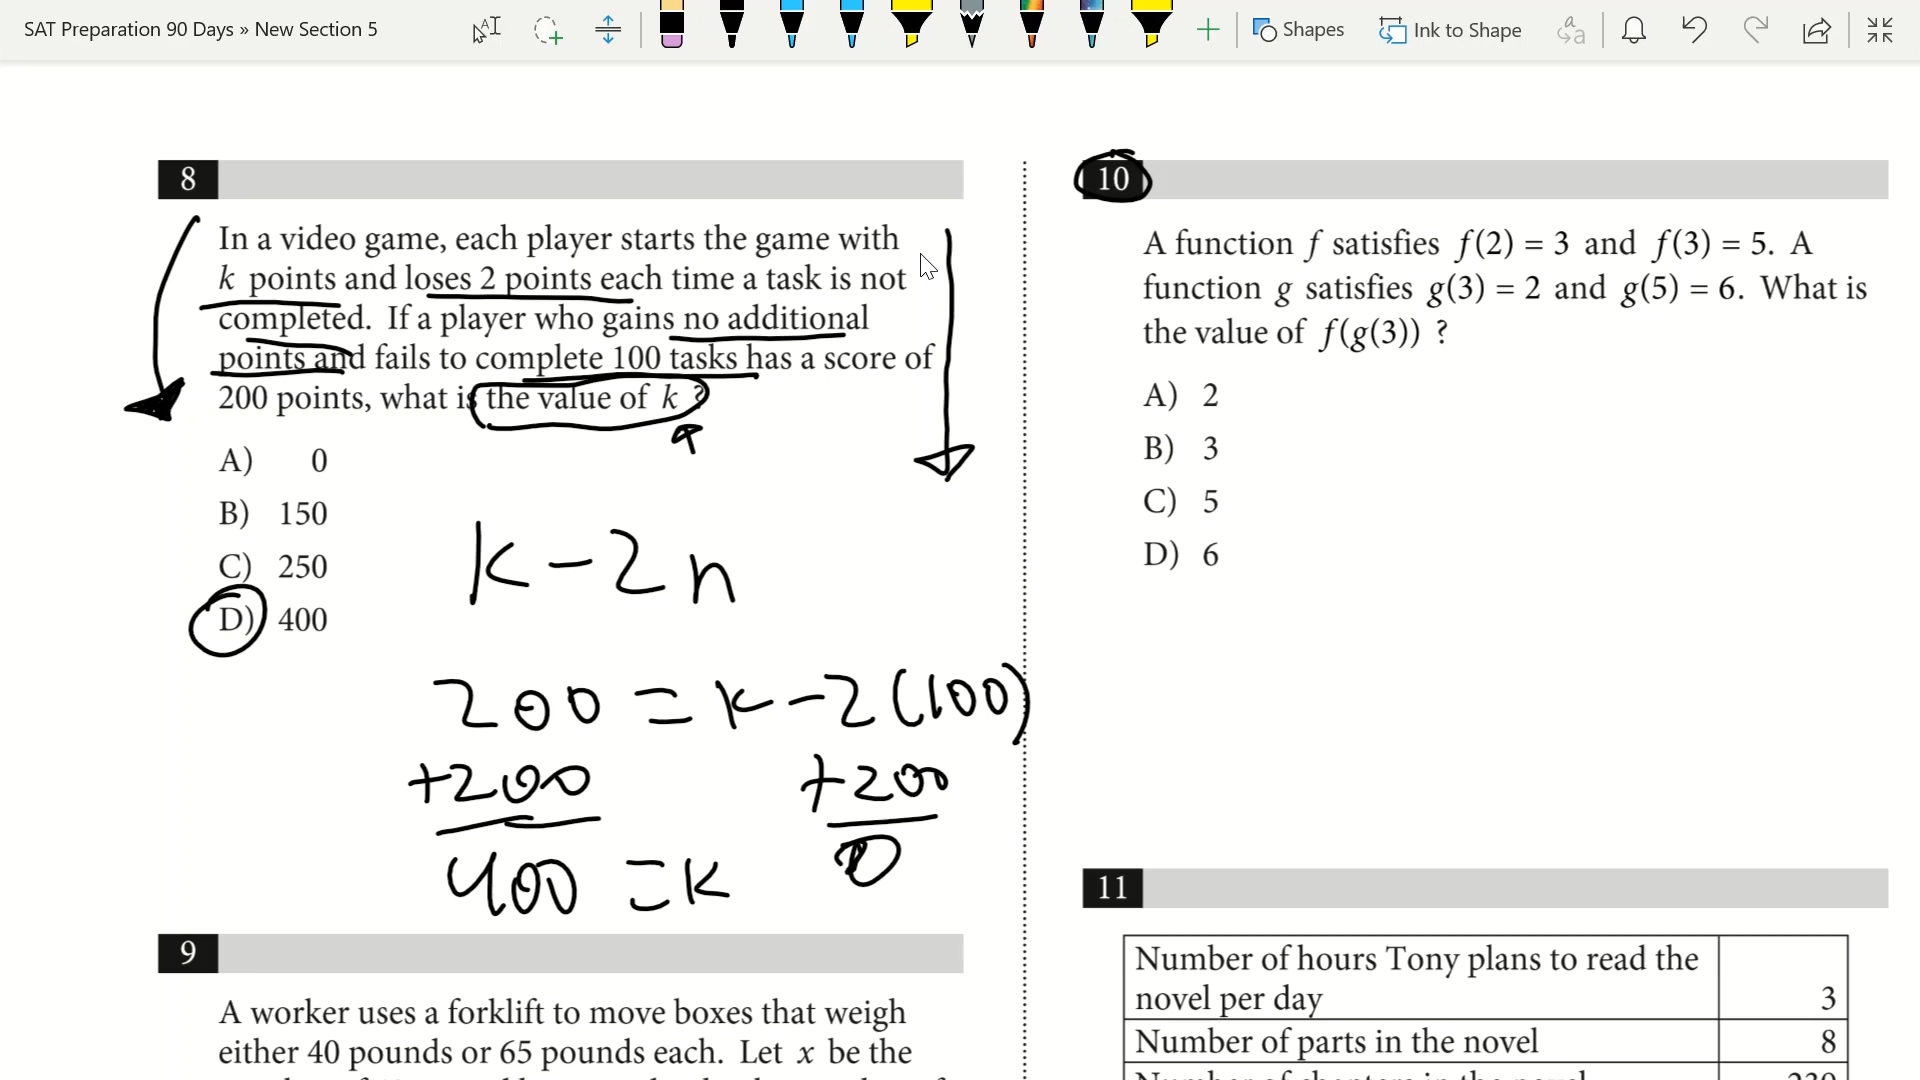 SAT Preparation 90 Days » New Section 5
Shapes
Ink to Shape
8
In a video game, each player starts the game with
k points and loses 2 points each time a task is not
completed. If a player who gains no additional
points and fails to complete 100 tasks has a score of
200 points, what is the value of k ?
A) 0
B) 150
C) 250
D) 400
k - 2n
200 = k - 2(100)
+200 +200
400 = k 0
9
A worker uses a forklift to move boxes that weigh
either 40 pounds or 65 pounds each. Let x be the
10
A function f satisfies f(2) = 3 and f(3) = 5. A
function g satisfies g(3) = 2 and g(5) = 6. What is
the value of f(g(3)) ?
A) 2
B) 3
C) 5
D) 6
11
Number of hours Tony plans to read the
novel per day 3
Number of parts in the novel 8